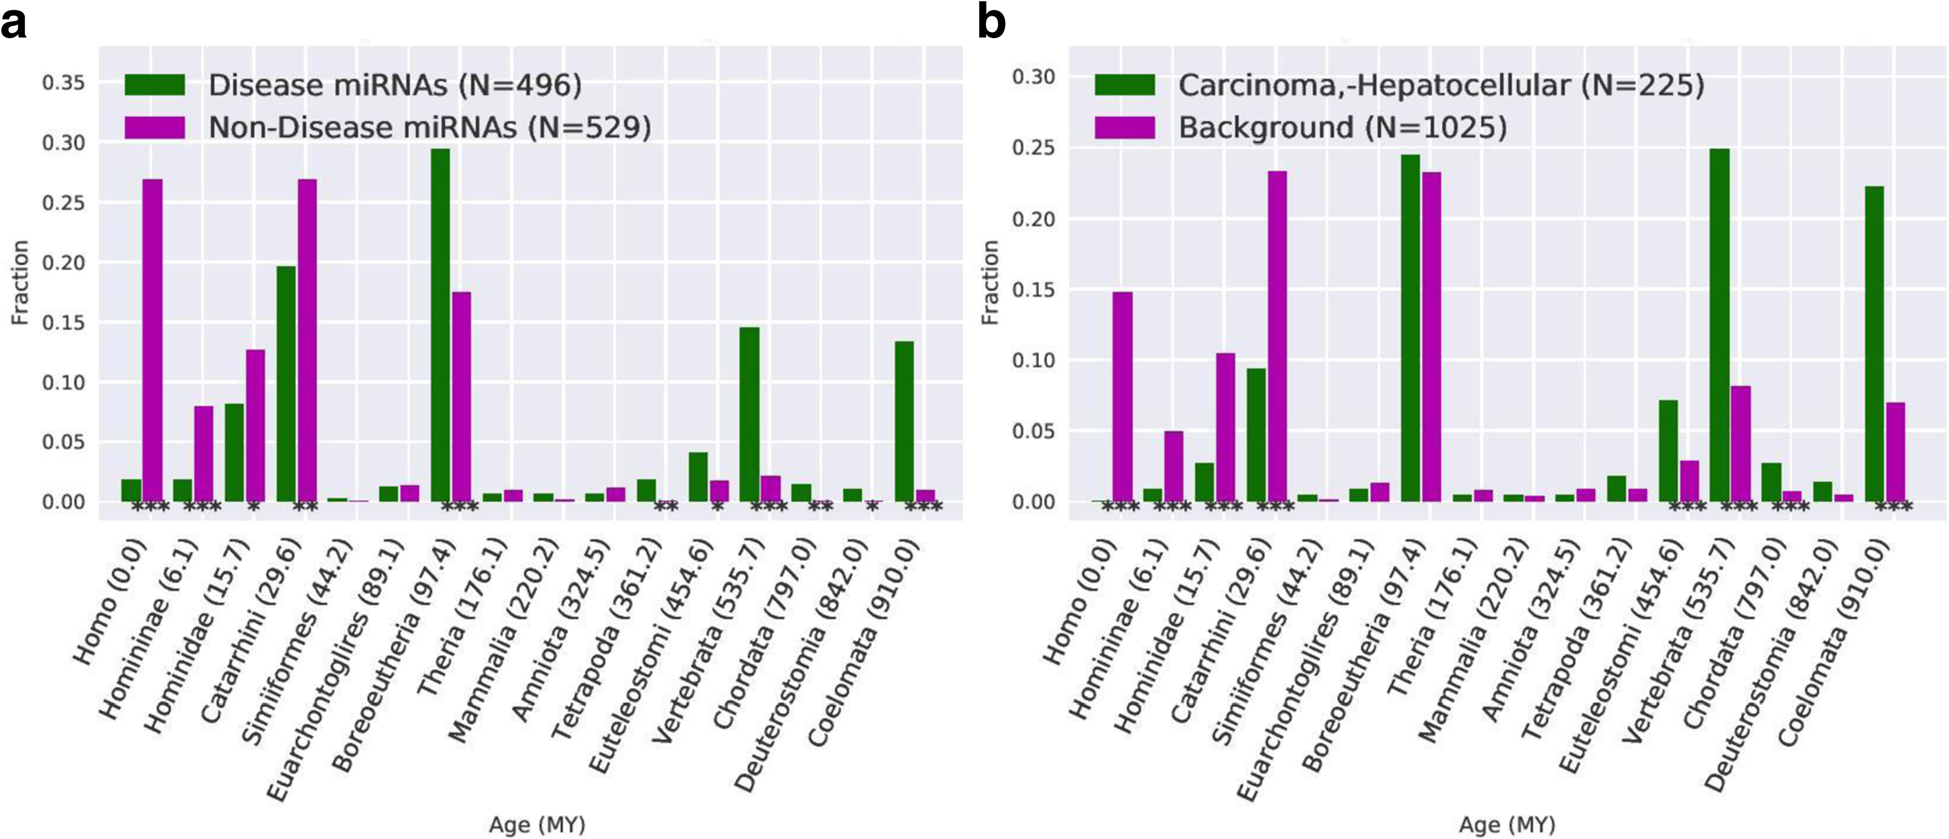 a
Disease miRNAs (N=496)
Non-Disease miRNAs (N=529)
Fraction
0.35
0.30
0.25
0.20
0.15
0.10
0.05
0.00
*** *** * ** *** ** * *** ** * ***
Homo (0.0)
Homininae (6.1)
Hominidae (15.7)
Catarrhini (29.6)
Simiiformes (44.2)
Euarchontoglires (89.1)
Boreoeutheria (97.4)
Theria (176.1)
Mammalia (220.2)
Amniota (324.5)
Tetrapoda (361.2)
Euteleostomi (454.6)
Vertebrata (535.7)
Chordata (797.0)
Deuterostomia (842.0)
Coelomata (910.0)
Age (MY)
b
Carcinoma,-Hepatocellular (N=225)
Background (N=1025)
Fraction
0.30
0.25
0.20
0.15
0.10
0.05
0.00
*** *** *** *** *** *** *** ***
Homo (0.0)
Homininae (6.1)
Hominidae (15.7)
Catarrhini (29.6)
Simiiformes (44.2)
Euarchontoglires (89.1)
Boreoeutheria (97.4)
Theria (176.1)
Mammalia (220.2)
Amniota (324.5)
Tetrapoda (361.2)
Euteleostomi (454.6)
Vertebrata (535.7)
Chordata (797.0)
Deuterostomia (842.0)
Coelomata (910.0)
Age (MY)